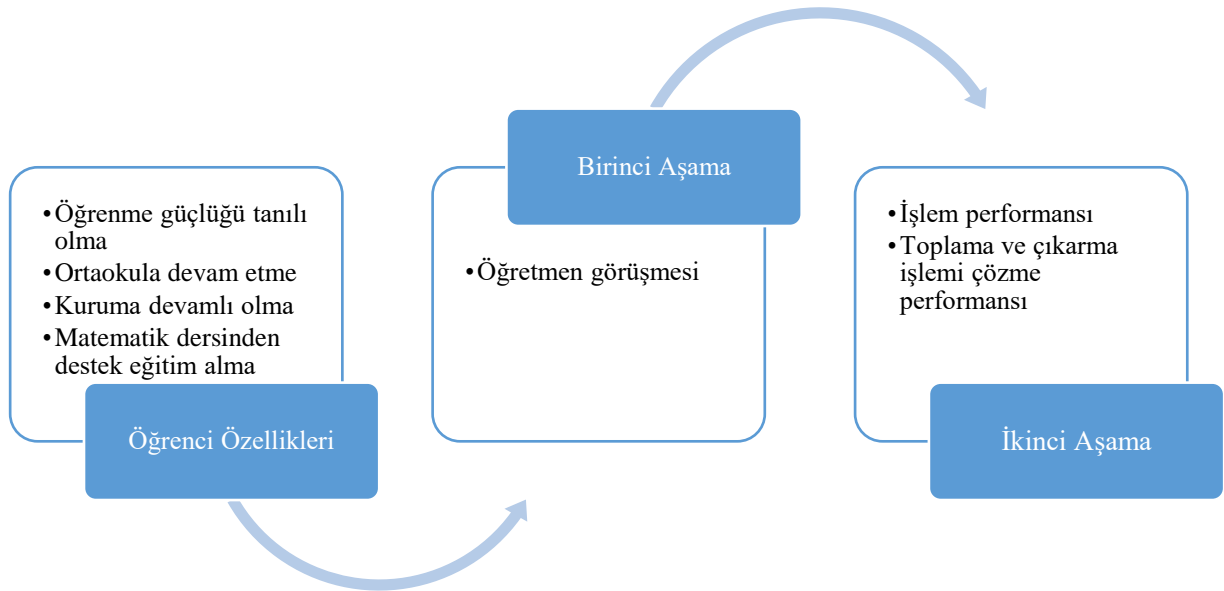 •Öğrenme güçlüğü tanılı
olma
•Ortaokula devam etme
•Kuruma devamlı olma
•Matematik dersinden
destek eğitim alma
Öğrenci Özellikleri
Birinci Aşama
•Öğretmen görüşmesi
•İşlem performansı
•Toplama ve çıkarma
işlemi çözme
performansı
İkinci Aşama